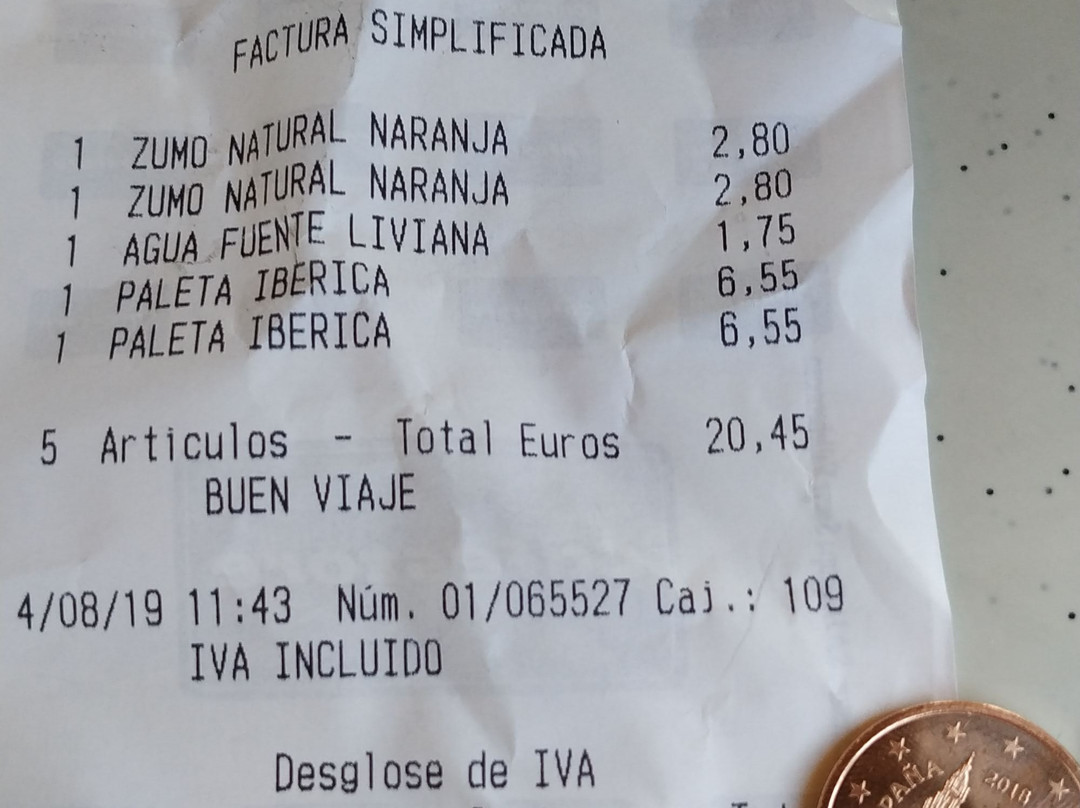 FACTURA SIMPLIFICADA
1 ZUMO NATURAL NARANJA 2,80
1 ZUMO NATURAL NARANJA 2,80
1 AGUA FUENTE LIVIANA 1,75
1 PALETA IBERICA 6,55
1 PALETA IBERICA 6,55
5 Articulos - Total Euros 20,45
BUEN VIAJE
4/08/19 11:43 Núm. 01/065527 Caj.: 109
IVA INCLUIDO
Desglose de IVA
PAÑA 2018